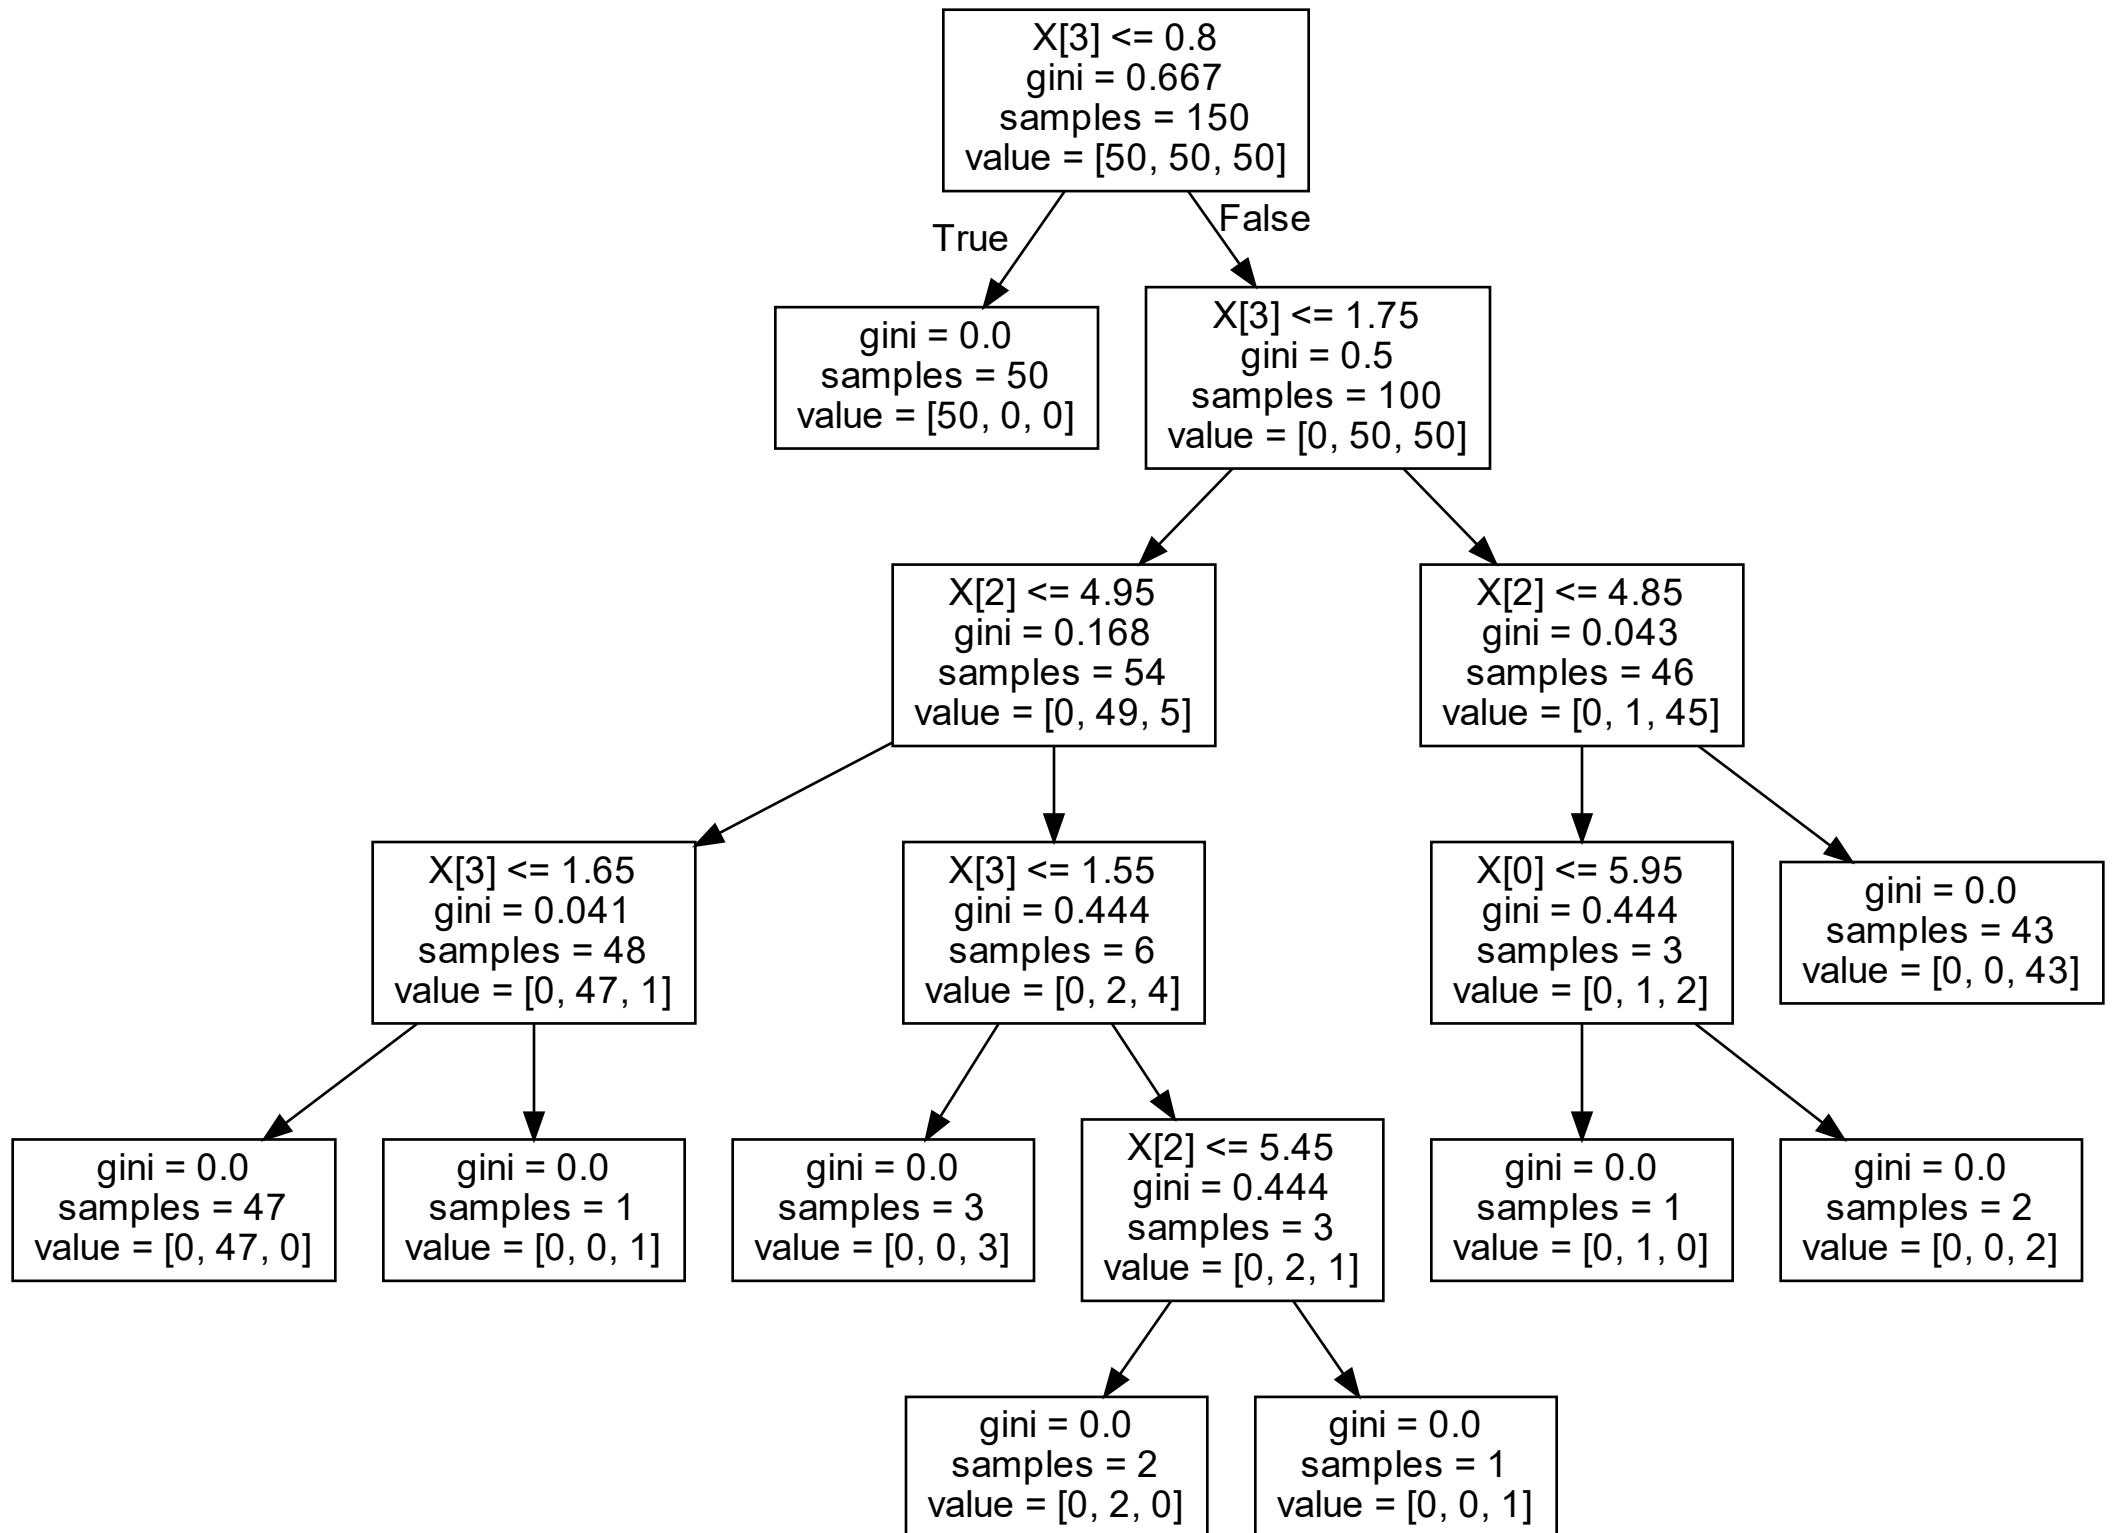 X[3] <= 0.8
gini = 0.667
samples = 150
value = [50, 50, 50]
True
False
gini = 0.0
samples = 50
value = [50, 0, 0]
X[3] <= 1.75
gini = 0.5
samples = 100
value = [0, 50, 50]
X[2] <= 4.95
gini = 0.168
samples = 54
value = [0, 49, 5]
X[2] <= 4.85
gini = 0.043
samples = 46
value = [0, 1, 45]
X[3] <= 1.65
gini = 0.041
samples = 48
value = [0, 47, 1]
X[3] <= 1.55
gini = 0.444
samples = 6
value = [0, 2, 4]
X[0] <= 5.95
gini = 0.444
samples = 3
value = [0, 1, 2]
gini = 0.0
samples = 43
value = [0, 0, 43]
gini = 0.0
samples = 47
value = [0, 47, 0]
gini = 0.0
samples = 1
value = [0, 0, 1]
gini = 0.0
samples = 3
value = [0, 0, 3]
X[2] <= 5.45
gini = 0.444
samples = 3
value = [0, 2, 1]
gini = 0.0
samples = 1
value = [0, 1, 0]
gini = 0.0
samples = 2
value = [0, 0, 2]
gini = 0.0
samples = 2
value = [0, 2, 0]
gini = 0.0
samples = 1
value = [0, 0, 1]